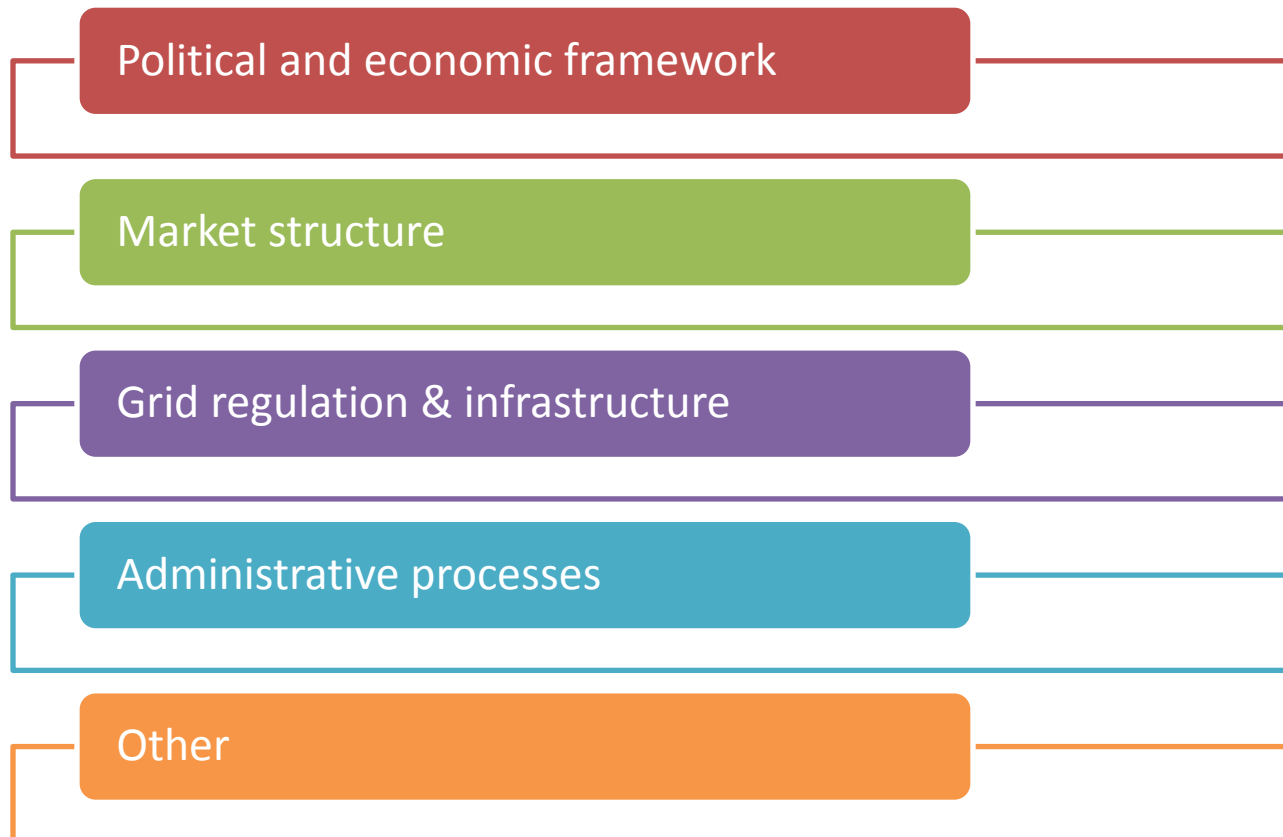 Political and economic framework
Market structure
Grid regulation & infrastructure
Administrative processes
Other